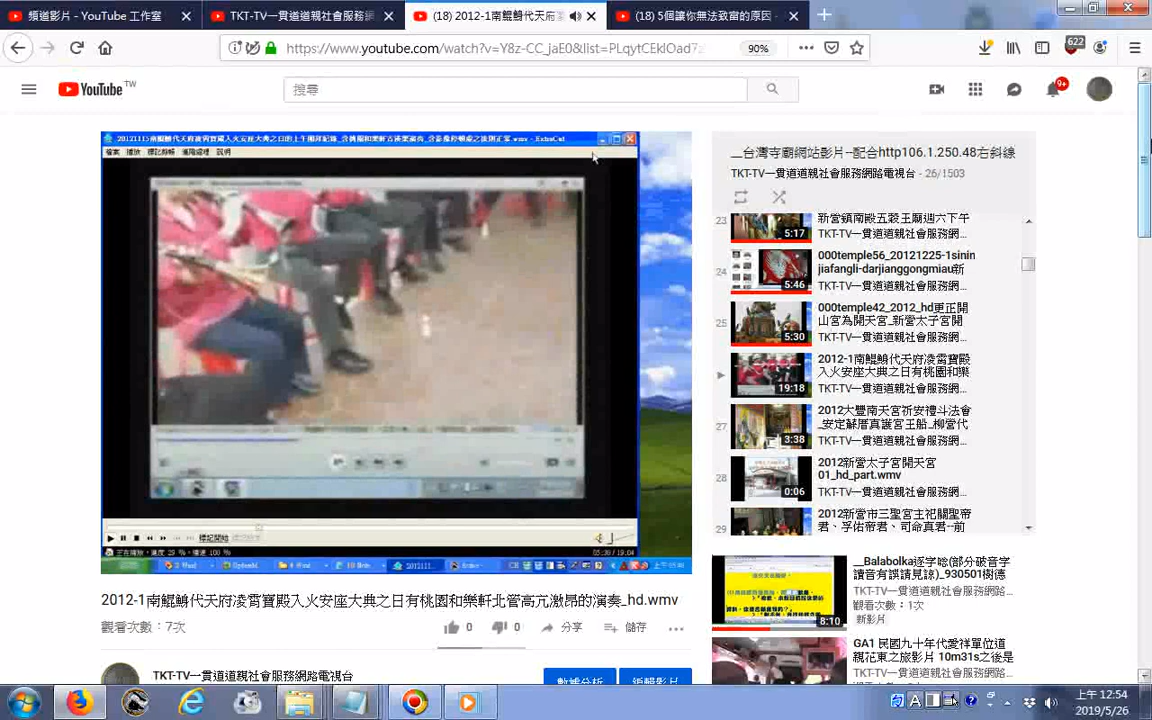 頻道影片 - YouTube 工作室
TKT-TV一貫道道親社會服務網
(18) 2012-1南鯤鯓代天府凌
(18) 5個讓你無法致富的原因
https://www.youtube.com/watch?v=Y8z-CC_jaE0&list=PLqytCEklOad7
90%
622
YouTube TW
搜尋
9+
檔案 播放 說明
__台灣寺廟網站影片--配合http106.1.250.48右斜線
TKT-TV一貫道道親社會服務網路電視台 - 26/1503
23
5:17
新營鎮南殿五穀王廟週六下午
TKT-TV一貫道道親社會服務網...
24
5:46
000temple56_20121225-1sinin
jiafangli-darjianggongmiau新
TKT-TV一貫道道親社會服務網...
25
5:30
000temple42_2012_hd更正開
山宮為開天宮_新營太子宮開
TKT-TV一貫道道親社會服務網...
19:18
2012-1南鯤鯓代天府凌霄寶殿
入火安座大典之日有桃園和樂
TKT-TV一貫道道親社會服務網...
27
3:38
2012大豐南天宮祈安禮斗法會
_安定蘇厝真護宮王船_柳營代
TKT-TV一貫道道親社會服務網...
28
0:06
2012新營太子宮開天宮
01_hd_part.wmv
TKT-TV一貫道道親社會服務網...
29
2012新營市三聖宮主祀關聖帝
君、孚佑帝君、司命真君--前
標記開始
05:30 / 19:04
2012-1南鯤鯓代天府凌霄寶殿入火安座大典之日有桃園和樂軒北管高亢激昂的演奏_hd.wmv
觀看次數：7次
0
0
分享
儲存
TKT-TV一貫道道親社會服務網路電視台
數據分析
編輯影片
8:10
__Balabolka逐字唸(部分破音字
讀音有誤請見諒)_930501樹德
TKT-TV一貫道道親社會服務網路...
觀看次數：1次
新影片
GA1 民國九十年代愛祥單位道
親花東之旅影片 10m31s之後是
TKT-TV一貫道道親社會服務網路...
上午 12:54
2019/5/26